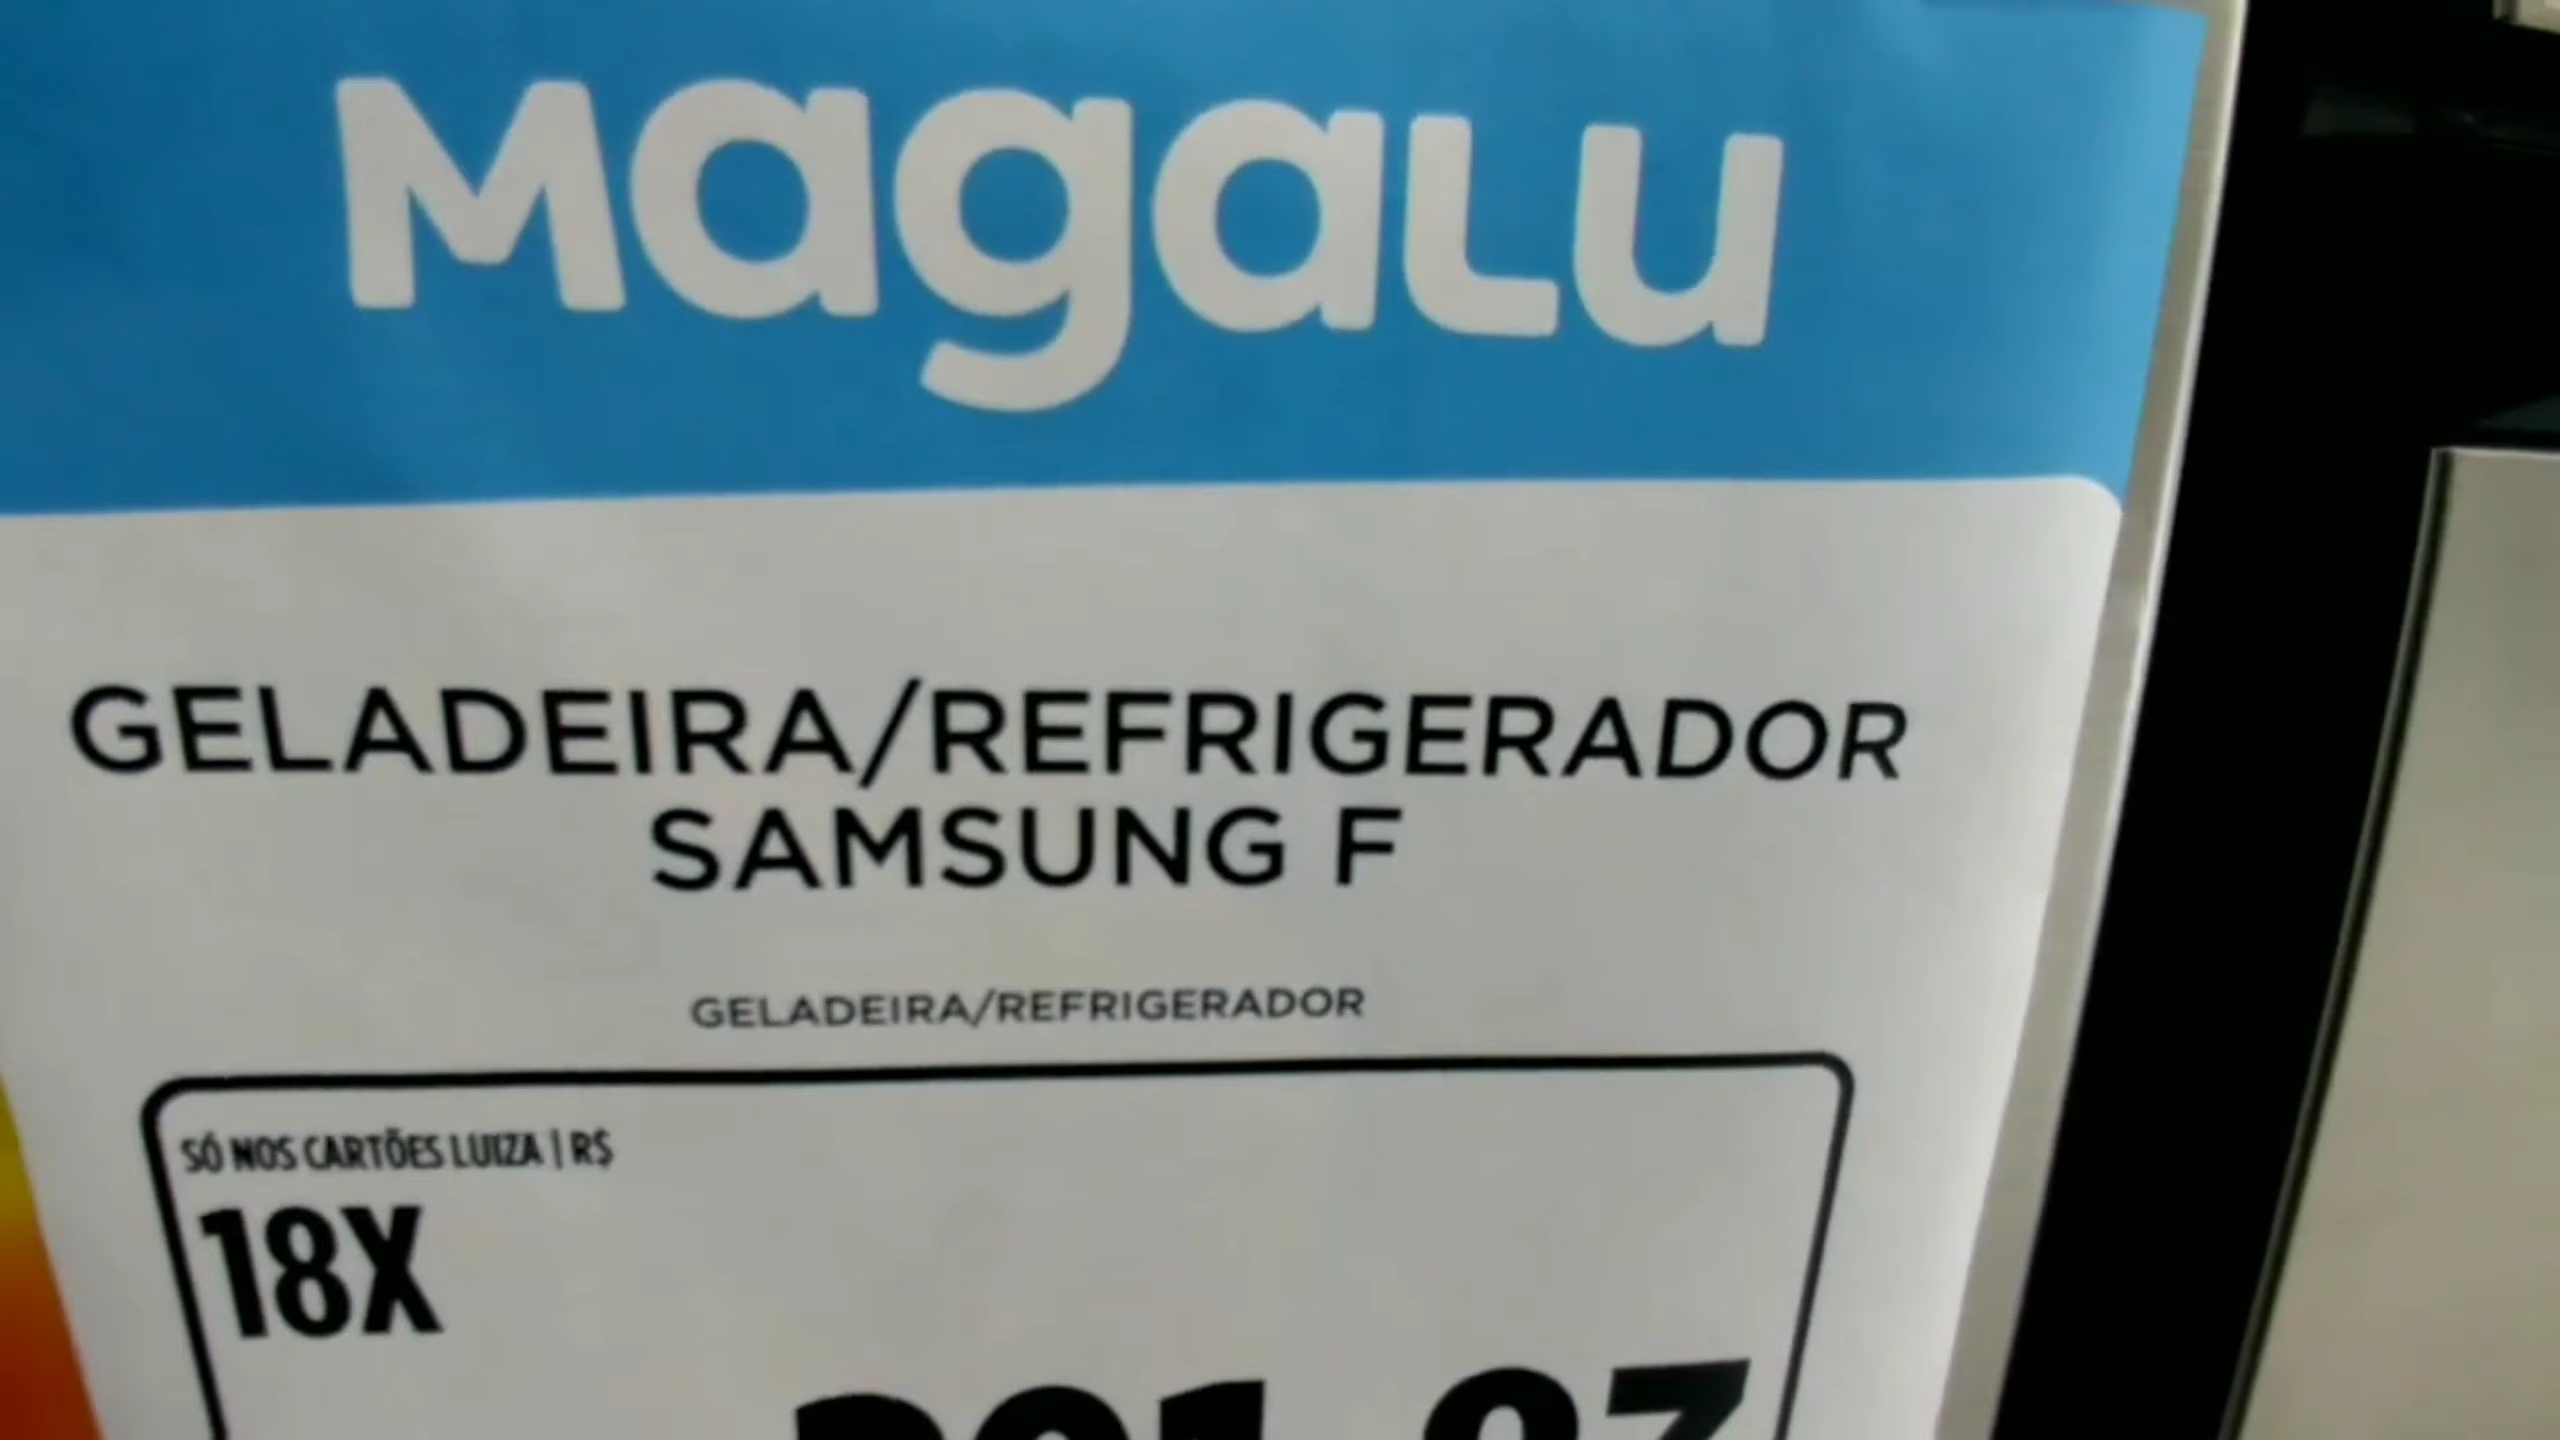 Magalu
GELADEIRA/REFRIGERADOR
SAMSUNG F
GELADEIRA/REFRIGERADOR
SÓ NOS CARTÕES LUIZA | R$
18X